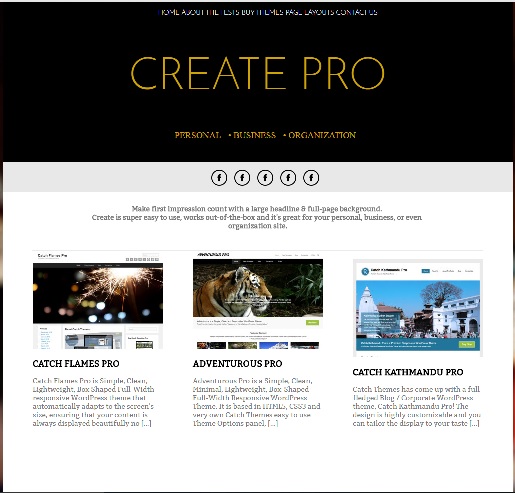 HOME ABOUT THE TESTS BUY THEMES PAGE LAYOUTS CONTACT US
CREATE PRO
PERSONAL • BUSINESS • ORGANIZATION
Make first impression count with a large headline & full-page background.
Create is super easy to use, works out-of-the-box and it's great for your personal, business, or even
organization site.
Catch Flames Pro
ADVENTUROUS PRO
Catch Kathmandu Pro
CATCH FLAMES PRO
Catch Flames Pro is Simple, Clean,
Lightweight, Box Shaped Full-Width
responsive WordPress theme that
automatically adapts to the screen's
size, ensuring that your content is
always displayed beautifully no [...]
ADVENTUROUS PRO
Adventurous Pro is a Simple, Clean,
Minimal, Lightweight, Box-Shaped
Full-Width Responsive WordPress
Theme. It is based in HTML5, CSS3 and
very own Catch Themes easy to use
Theme Options panel. [...]
CATCH KATHMANDU PRO
Catch Themes has come up with a full-
fledged Blog / Corporate WordPress
theme, Catch Kathmandu Pro! The
design is highly customizable and you
can tailor the display to your taste [...]